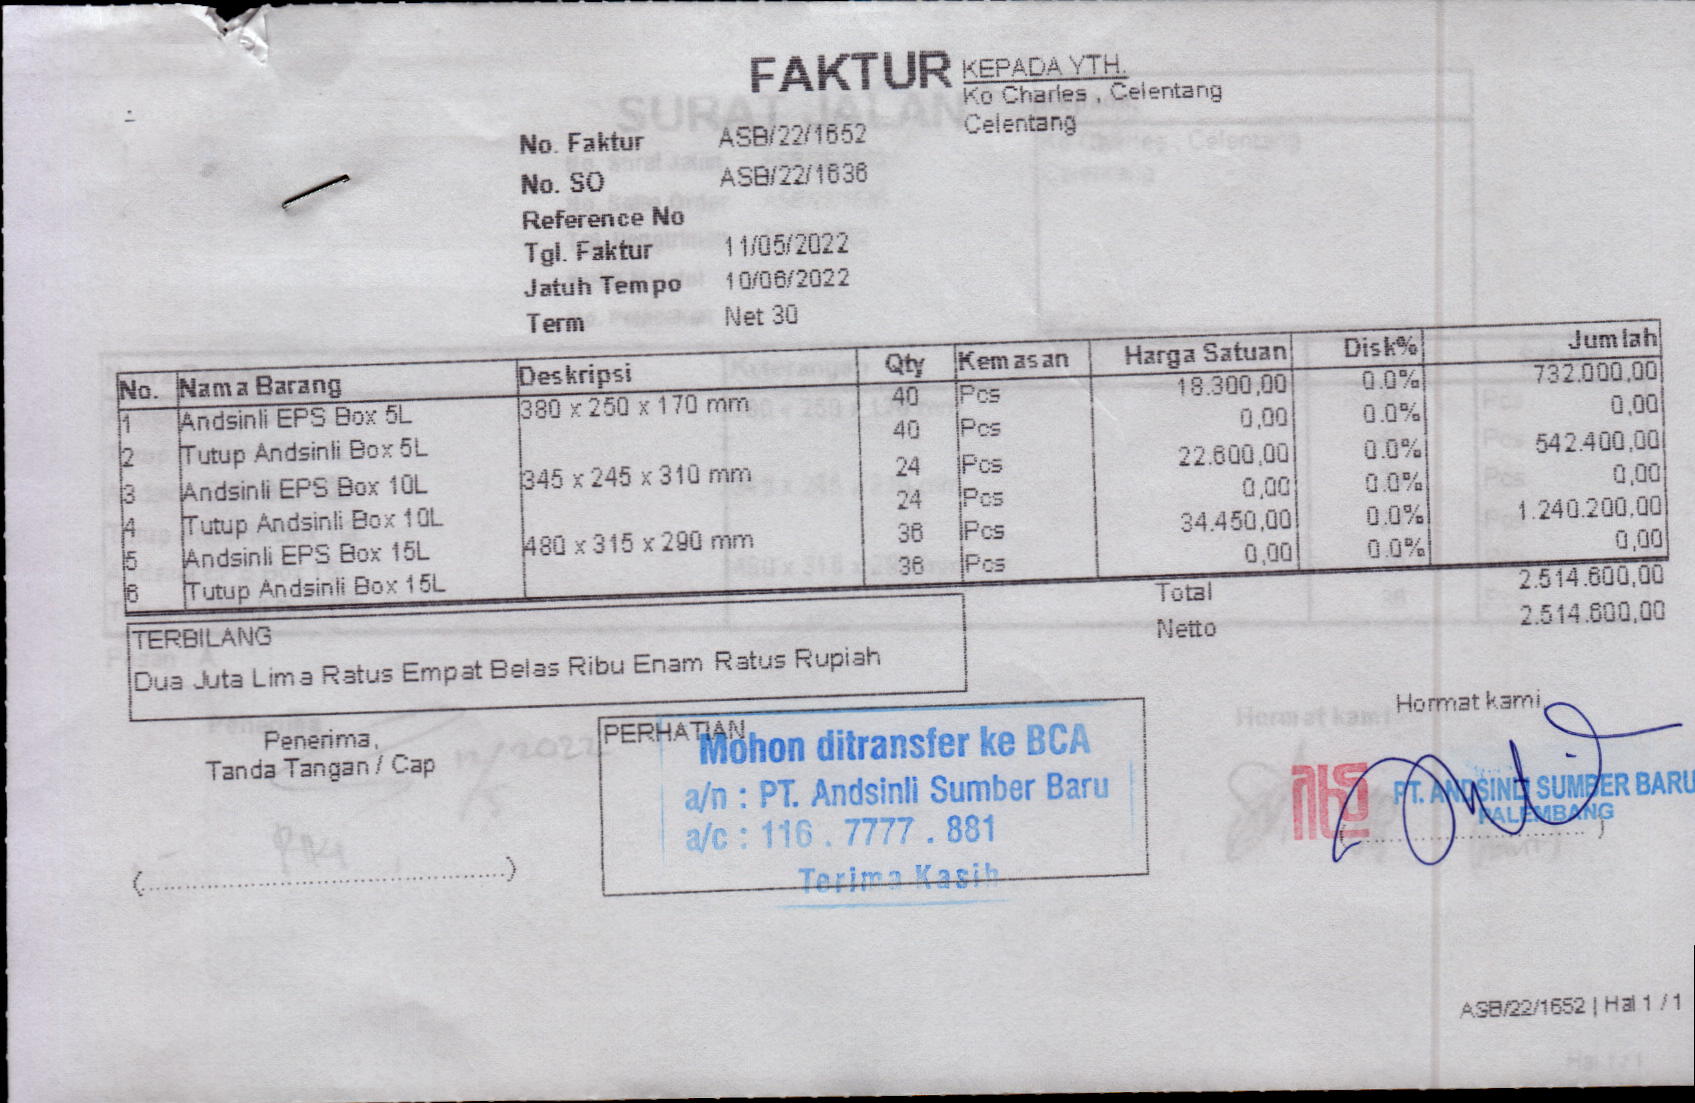 FAKTUR
KEPADA YTH.
Ko Charles , Celentang
Celentang
No. Faktur ASB/22/1652
No. SO ASB/22/1636
Reference No
Tgl. Faktur 11/05/2022
Jatuh Tempo 10/06/2022
Term Net 30
No. Nama Barang Deskripsi Qty Kemasan Harga Satuan Disk% Jumlah
1 Andsinli EPS Box 5L 380 x 250 x 170 mm 40 Pcs 18.300,00 0.0% 732.000,00
2 Tutup Andsinli Box 5L 40 Pcs 0,00 0.0% 0,00
3 Andsinli EPS Box 10L 345 x 245 x 310 mm 24 Pcs 22.600,00 0.0% 542.400,00
4 Tutup Andsinli Box 10L 24 Pcs 0,00 0.0% 0,00
5 Andsinli EPS Box 15L 480 x 315 x 290 mm 36 Pcs 34.450,00 0.0% 1.240.200,00
6 Tutup Andsinli Box 15L 36 Pcs 0,00 0.0% 0,00
Total 2.514.600,00
Netto 2.514.600,00
TERBILANG
Dua Juta Lima Ratus Empat Belas Ribu Enam Ratus Rupiah
Penerima,
Tanda Tangan / Cap
(................................................)
PERHATIAN
Mohon ditransfer ke BCA
a/n : PT. Andsinli Sumber Baru
a/c : 116 . 7777 . 881
Terima Kasih
Hormat kami,
PT. ANDSINLI SUMBER BARU
PALEMBANG
ASB/22/1652 | Hal 1 / 1